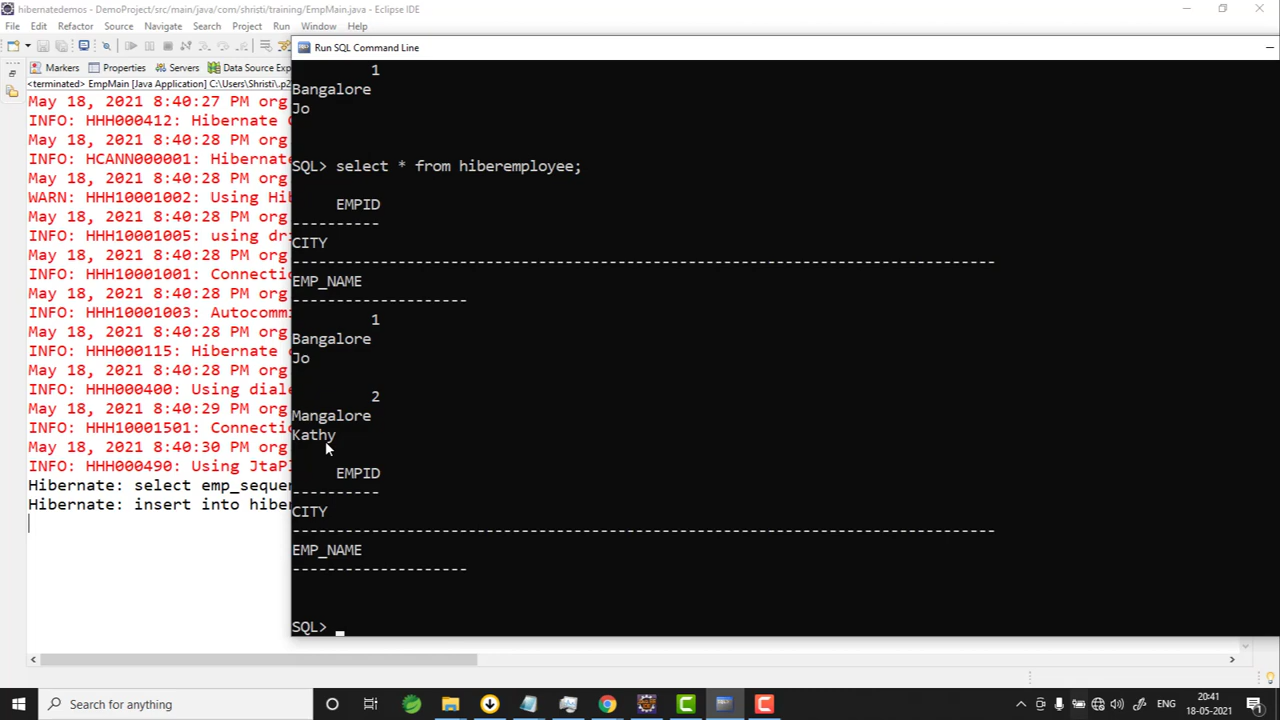 hibernatedemos - DemoProject/src/main/java/com/shristi/training/EmpMain.java - Eclipse IDE
File Edit Refactor Source Navigate Search Project Run Window Help
Run SQL Command Line
Markers Properties Servers Data Source Exp
<terminated> EmpMain [Java Application] C:\Users\Shristi\.p2
May 18, 2021 8:40:27 PM org
INFO: HHH000412: Hibernate
May 18, 2021 8:40:28 PM org
INFO: HCANN000001: Hibernate
May 18, 2021 8:40:28 PM org
WARN: HHH10001002: Using Hi
May 18, 2021 8:40:28 PM org
INFO: HHH10001005: using dr
May 18, 2021 8:40:28 PM org
INFO: HHH10001001: Connecti
May 18, 2021 8:40:28 PM org
INFO: HHH10001003: Autocommi
May 18, 2021 8:40:28 PM org
INFO: HHH000115: Hibernate
May 18, 2021 8:40:28 PM org
INFO: HHH000400: Using diale
May 18, 2021 8:40:29 PM org
INFO: HHH10001501: Connecti
May 18, 2021 8:40:30 PM org
INFO: HHH000490: Using JtaPl
Hibernate: select emp_sequen
Hibernate: insert into hiber
1
Bangalore
Jo
SQL> select * from hiberemployee;
EMPID
----------
CITY
--------------------------------------------------------------------------------
EMP_NAME
--------------------
1
Bangalore
Jo
2
Mangalore
Kathy
EMPID
----------
CITY
--------------------------------------------------------------------------------
EMP_NAME
--------------------
SQL>
Search for anything
ENG
20:41
18-05-2021
1